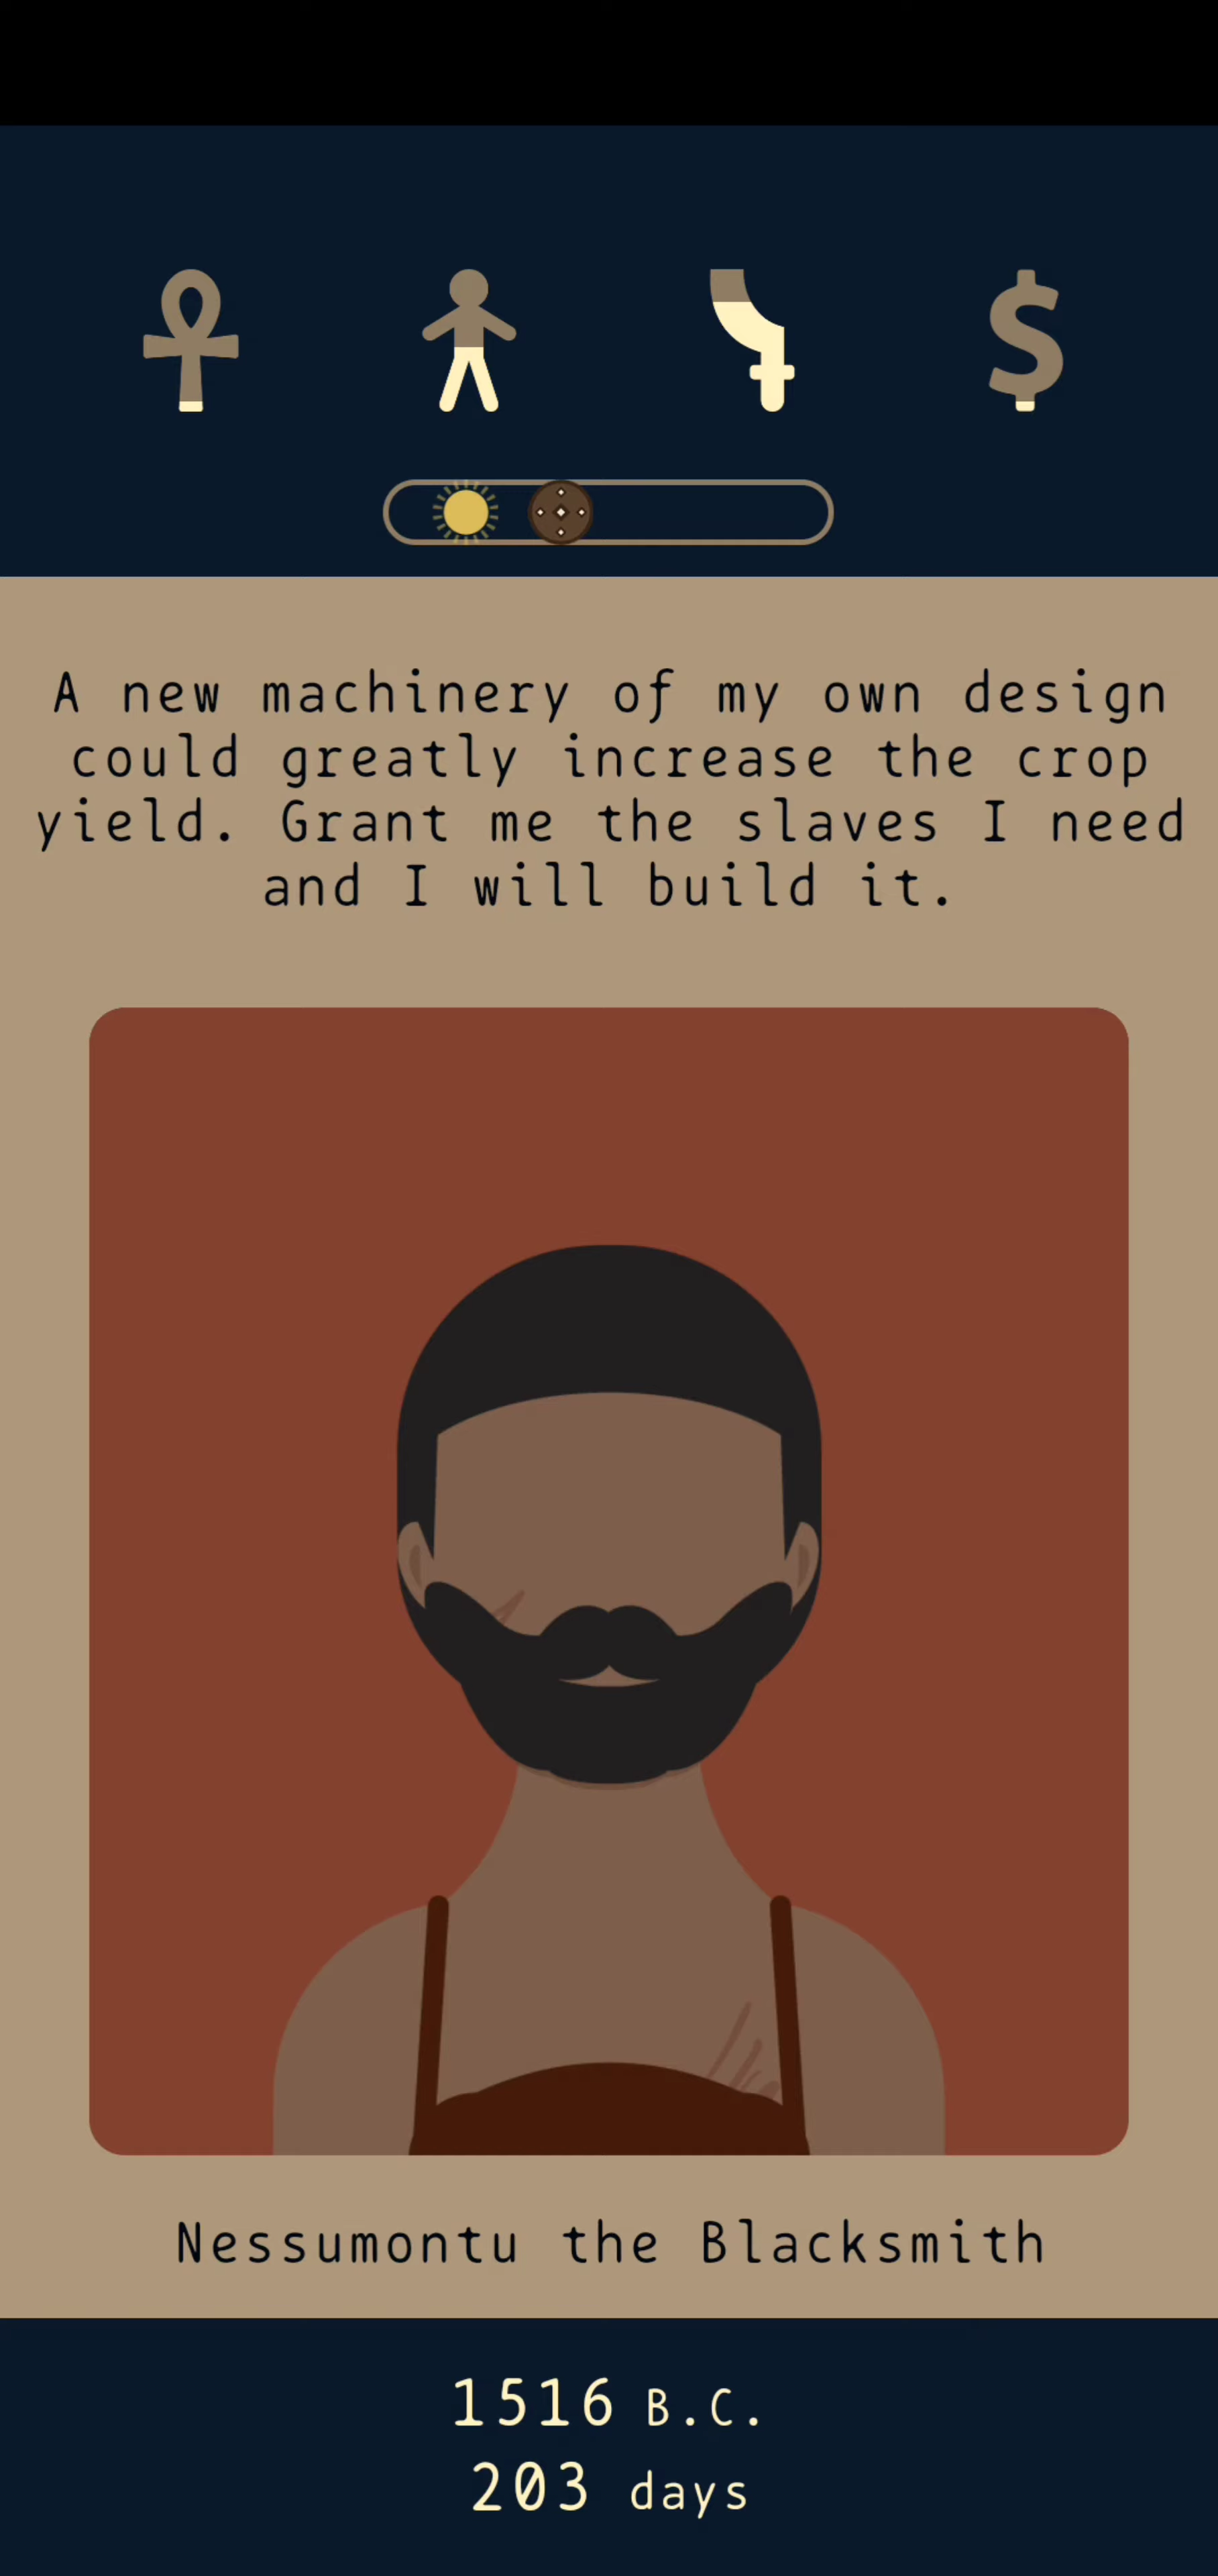 A new machinery of my own design
could greatly increase the crop
yield. Grant me the slaves I need
and I will build it.
Nessumontu the Blacksmith
1516 B.C.
203 days